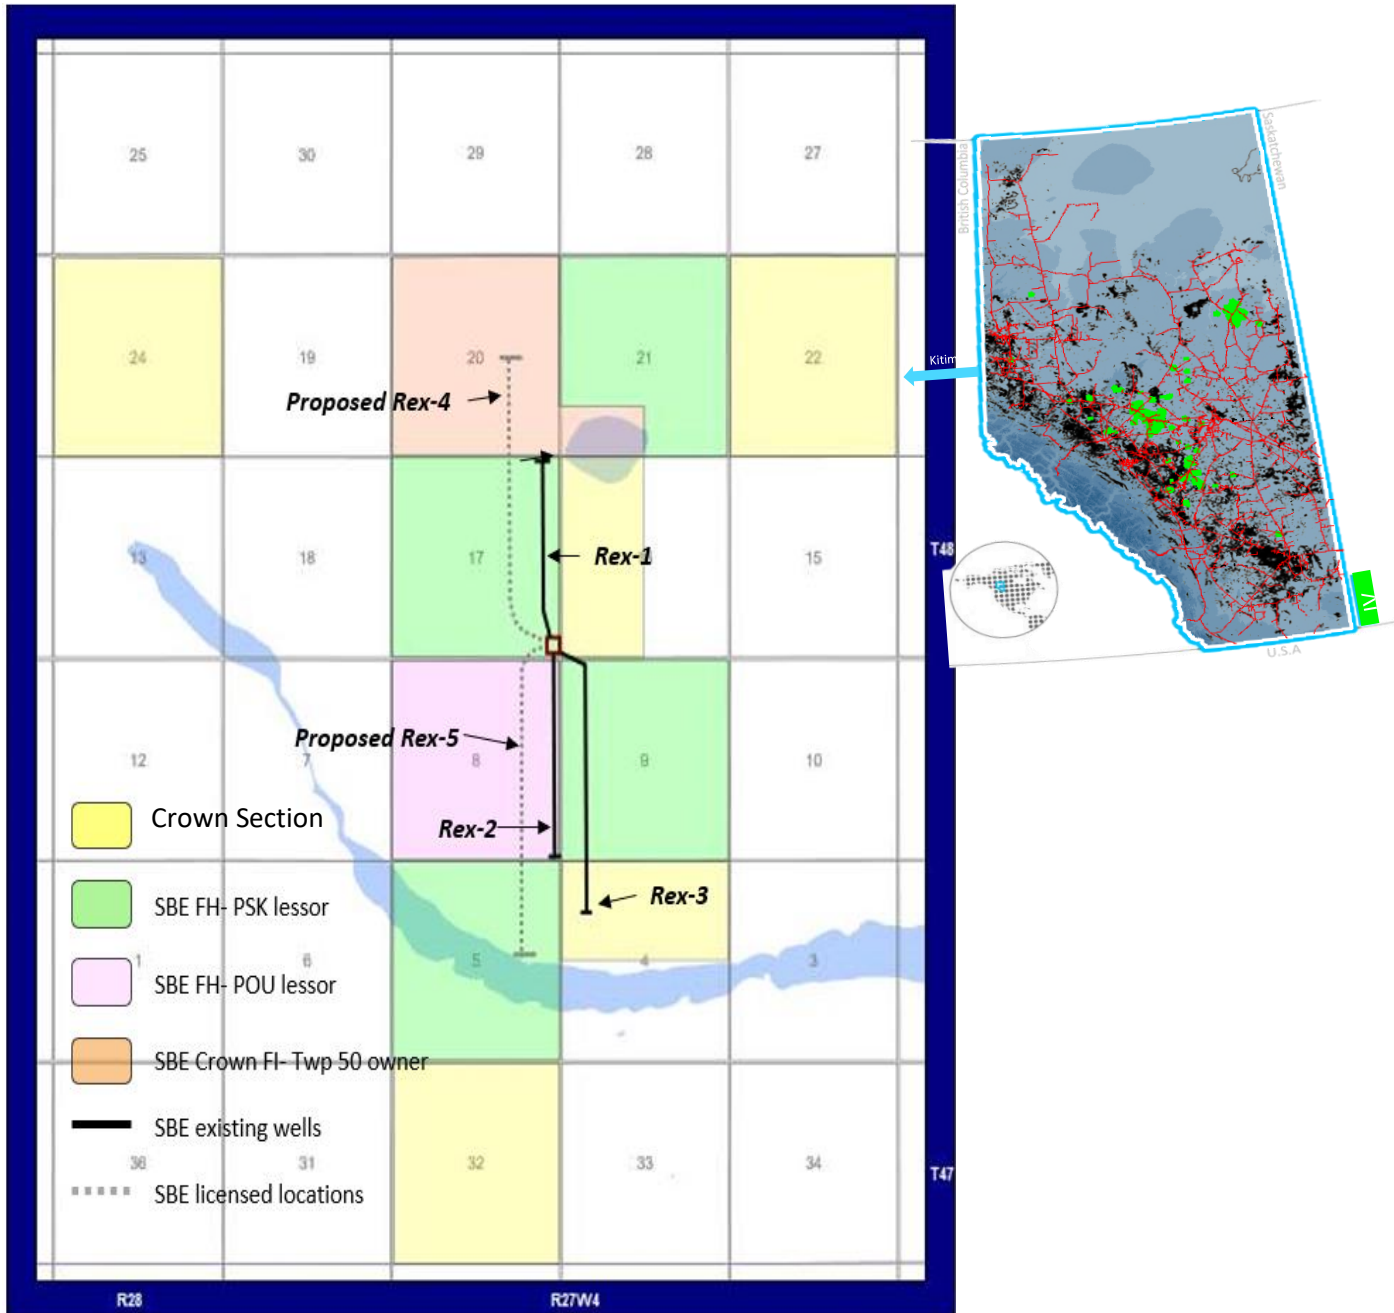 25 30 29 28 27
24 19 20 21 22
Proposed Rex-4
13 18 17 Rex-1 15
T48
12 7 8 9 10
Proposed Rex-5
Rex-2
Rex-3
1 6 5 4 3
36 31 32 33 34
T47
R28 R27W4
Crown Section
SBE FH- PSK lessor
SBE FH- POU lessor
SBE Crown FI- Twp 50 owner
SBE existing wells
SBE licensed locations
British Columbia
Saskatchewan
Kitim
U.S.A